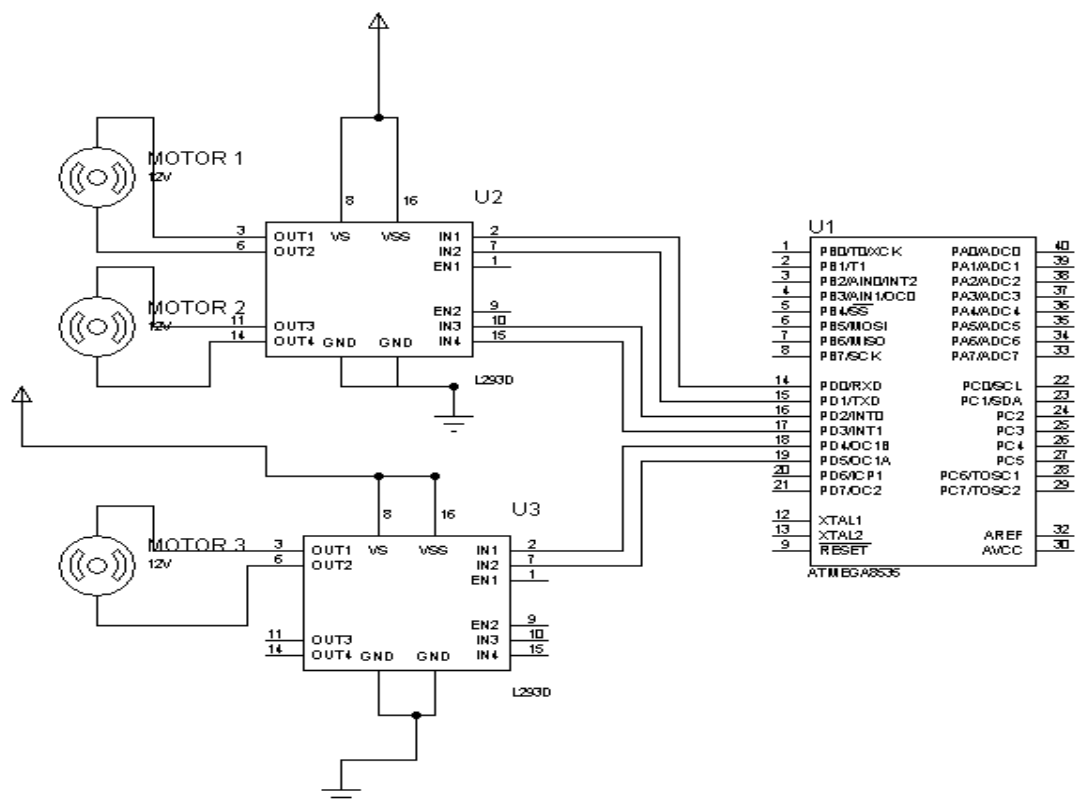 MOTOR 1
12V
MOTOR 2
12V
U2
8
16
3
6
11
14
OUT1
OUT2
OUT3
OUT4
VS
VSS
GND
GND
IN1
IN2
EN1
EN2
IN3
IN4
2
7
1
9
10
15
L293D
U1
1
2
3
4
5
6
7
8
14
15
16
17
18
19
20
21
12
13
9
PB0/T0/XCK
PB1/T1
PB2/AIN0/INT2
PB3/AIN1/OC0
PB4/SS
PB5/MOSI
PB6/MISO
PB7/SCK
PD0/RXD
PD1/TXD
PD2/INT0
PD3/INT1
PD4/OC1B
PD5/OC1A
PD6/ICP1
PD7/OC2
XTAL1
XTAL2
RESET
PA0/ADC0
PA1/ADC1
PA2/ADC2
PA3/ADC3
PA4/ADC4
PA5/ADC5
PA6/ADC6
PA7/ADC7
PC0/SCL
PC1/SDA
PC2
PC3
PC4
PC5
PC6/TOSC1
PC7/TOSC2
AREF
AVCC
40
39
38
37
36
35
34
33
22
23
24
25
26
27
28
29
32
30
ATMEGA8535
MOTOR 3
12V
U3
8
16
3
6
11
14
OUT1
OUT2
OUT3
OUT4
VS
VSS
GND
GND
IN1
IN2
EN1
EN2
IN3
IN4
2
7
1
9
10
15
L293D